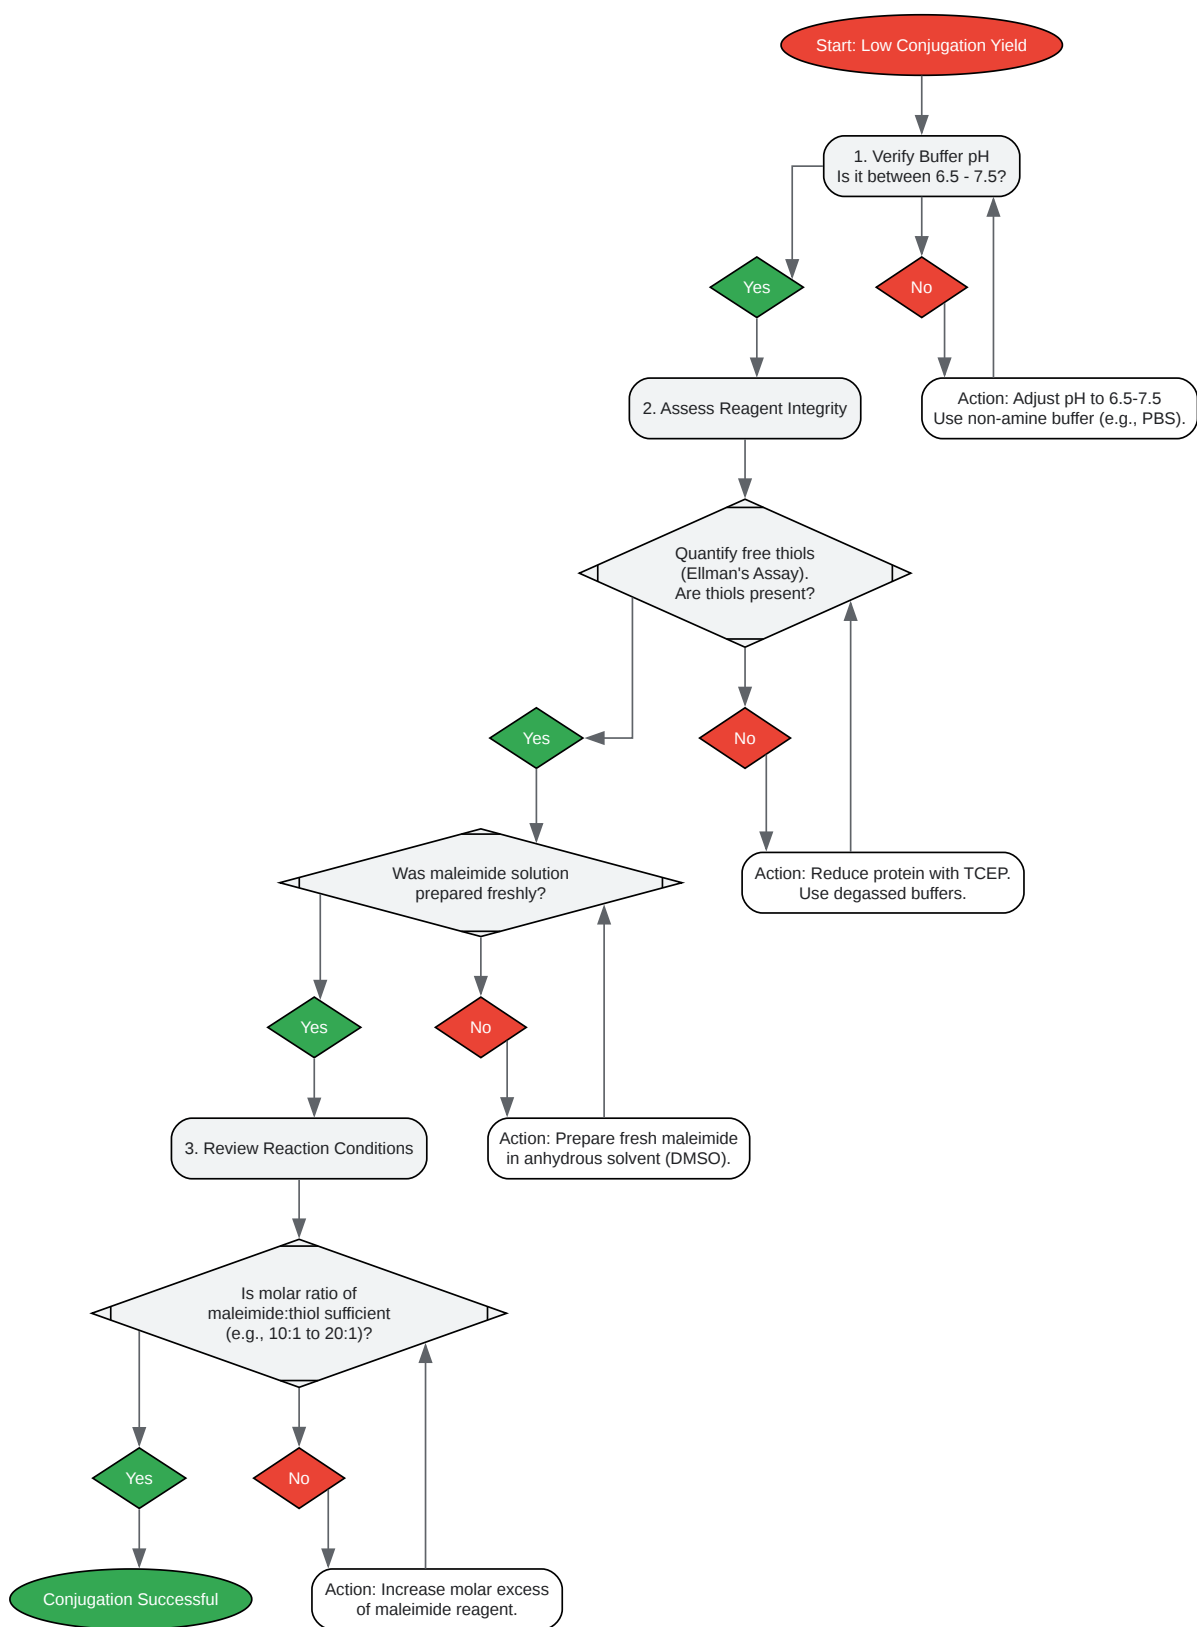 Start: Low Conjugation Yield
1. Verify Buffer pH
Is it between 6.5 - 7.5?
Yes
No
Action: Adjust pH to 6.5-7.5
Use non-amine buffer (e.g., PBS).
2. Assess Reagent Integrity
Quantify free thiols
(Ellman's Assay).
Are thiols present?
Yes
No
Action: Reduce protein with TCEP.
Use degassed buffers.
Was maleimide solution
prepared freshly?
Yes
No
Action: Prepare fresh maleimide
in anhydrous solvent (DMSO).
3. Review Reaction Conditions
Is molar ratio of
maleimide:thiol sufficient
(e.g., 10:1 to 20:1)?
Yes
No
Conjugation Successful
Action: Increase molar excess
of maleimide reagent.